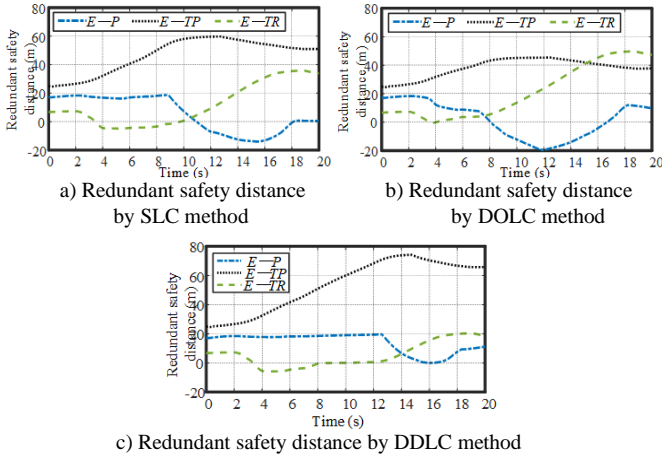 a)
b)
E—P E—TP E—TR
E—P E—TP E—TR
Redundant safety
distance (m)
80
60
40
20
0
-20
0 2 4 6 8 10 12 14 16 18 20
Time (s)
Redundant safety
distance(m)
80
60
40
20
0
-20
0 2 4 6 8 10 12 14 16 18 20
Time (s)
a) Redundant safety distance
by SLC method
b) Redundant safety distance
by DOLC method
E—P
E—TP
E—TR
Redundant safety
distance(m)
80
60
40
20
0
-20
0 2 4 6 8 10 12 14 16 18 20
Time (s)
c) Redundant safety distance by DDLC method